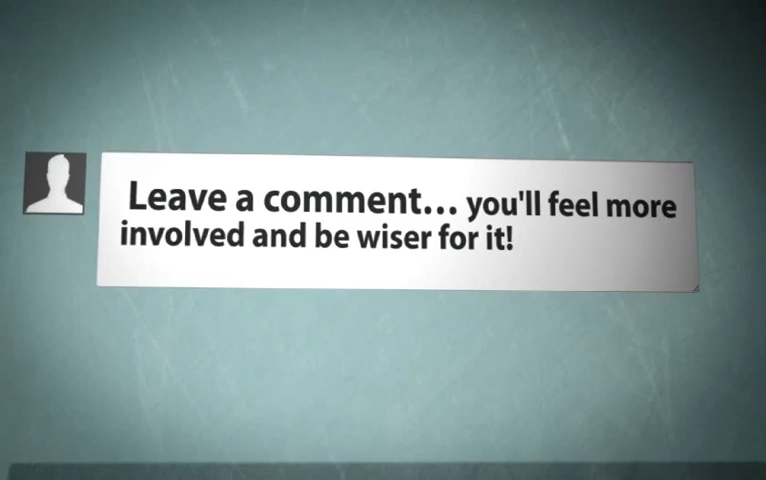 Leave a comment... you'll feel more
involved and be wiser for it!